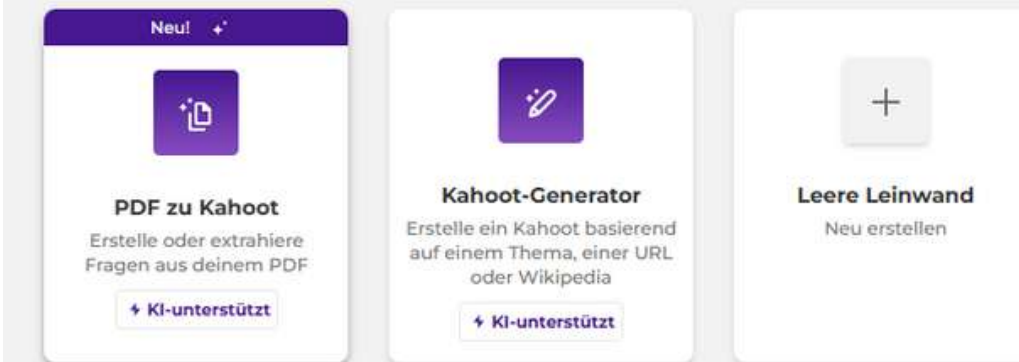 Neu!
PDF zu Kahoot
Erstelle oder extrahiere
Fragen aus deinem PDF
KI-unterstützt
Kahoot-Generator
Erstelle ein Kahoot basierend
auf einem Thema, einer URL
oder Wikipedia
KI-unterstützt
Leere Leinwand
Neu erstellen